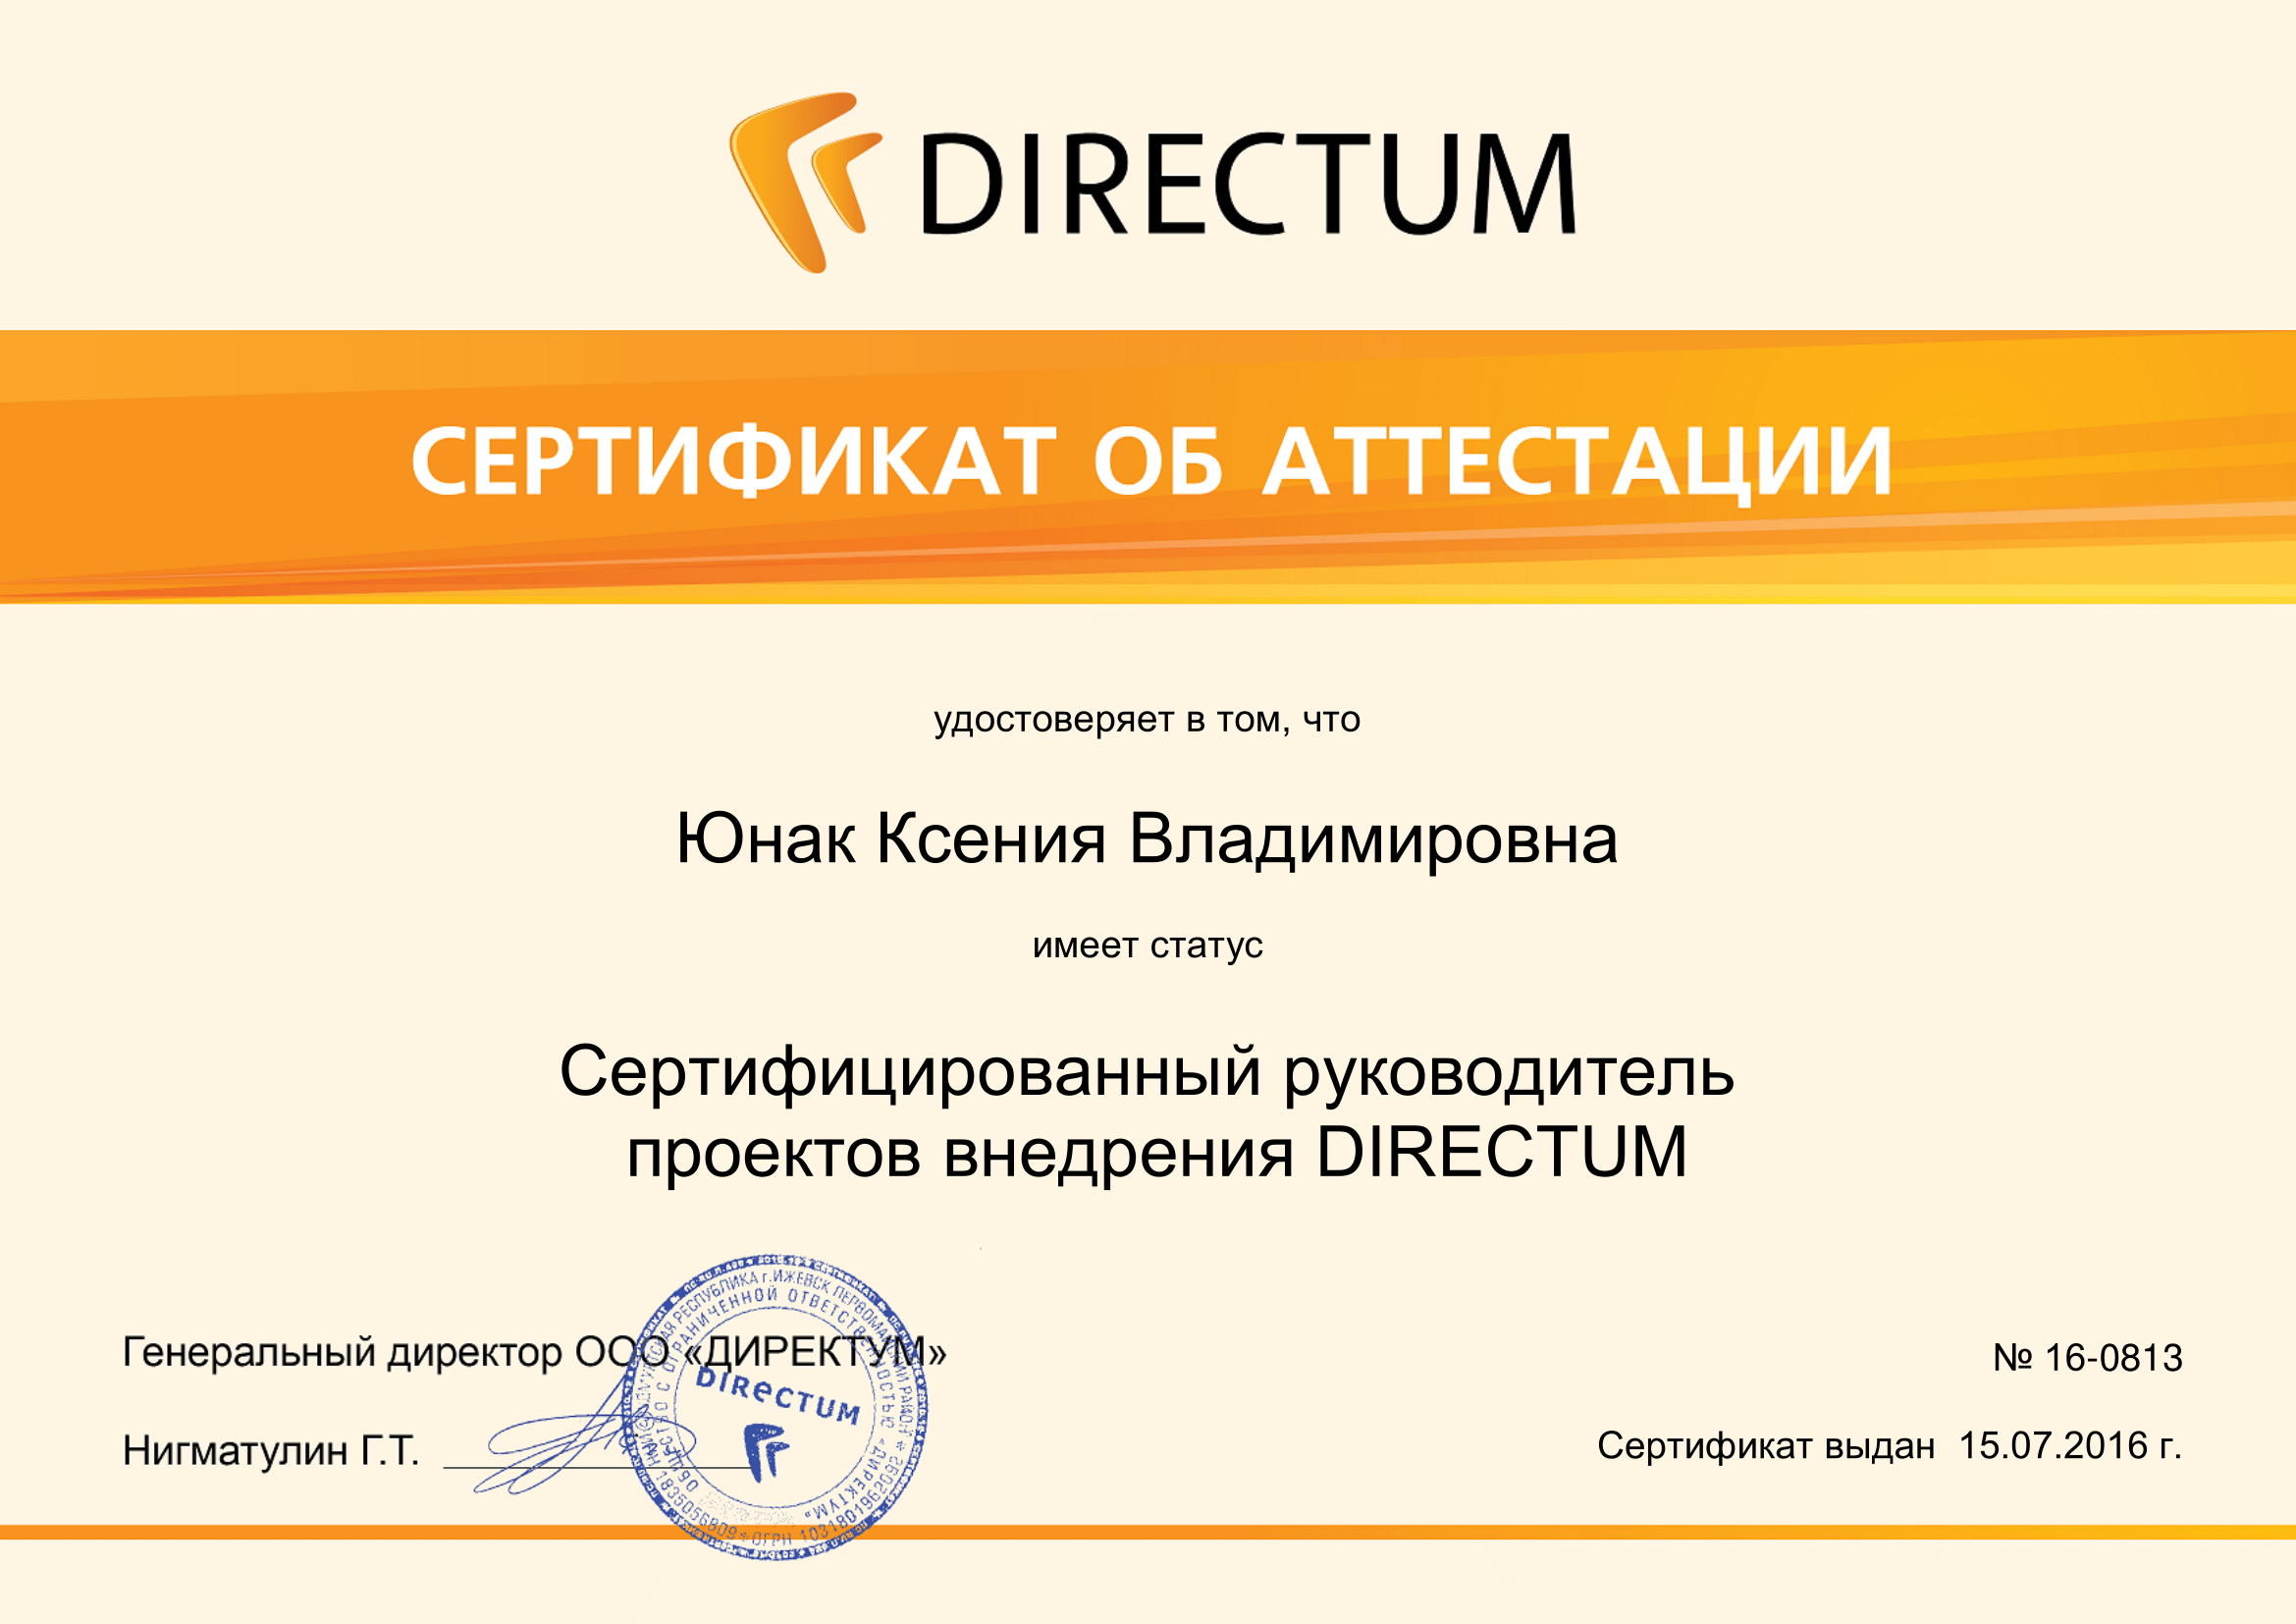 DIRECTUM
СЕРТИФИКАТ ОБ АТТЕСТАЦИИ
удостоверяет в том, что
Юнак Ксения Владимировна
имеет статус
Сертифицированный руководитель
проектов внедрения DIRECTUM
Генеральный директор ООО «ДИРЕКТУМ»
Нигматулин Г.Т.
РЕСПУБЛИКА г.ИЖЕВСК ПЕРВОМАЙСКИЙ РАЙОН
ОБЩЕСТВО С ОГРАНИЧЕННОЙ ОТВЕТСТВЕННОСТЬЮ «ДИРЕКТУМ»
ИНН 1835056809 * ОГРН 1031801962092 *
DIRECTUM
№ 16-0813
Сертификат выдан 15.07.2016 г.